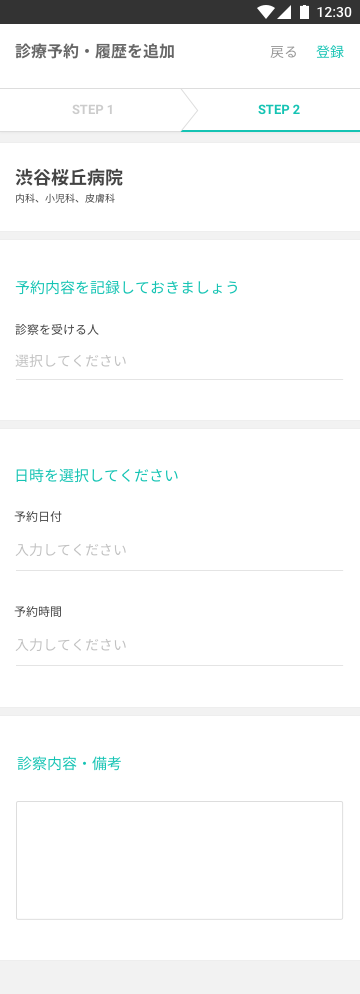 12:30
診療予約・履歴を追加 戻る 登録
STEP 1 STEP 2
渋谷桜丘病院
内科、小児科、皮膚科
予約内容を記録しておきましょう
診察を受ける人
選択してください
日時を選択してください
予約日付
入力してください
予約時間
入力してください
診察内容・備考